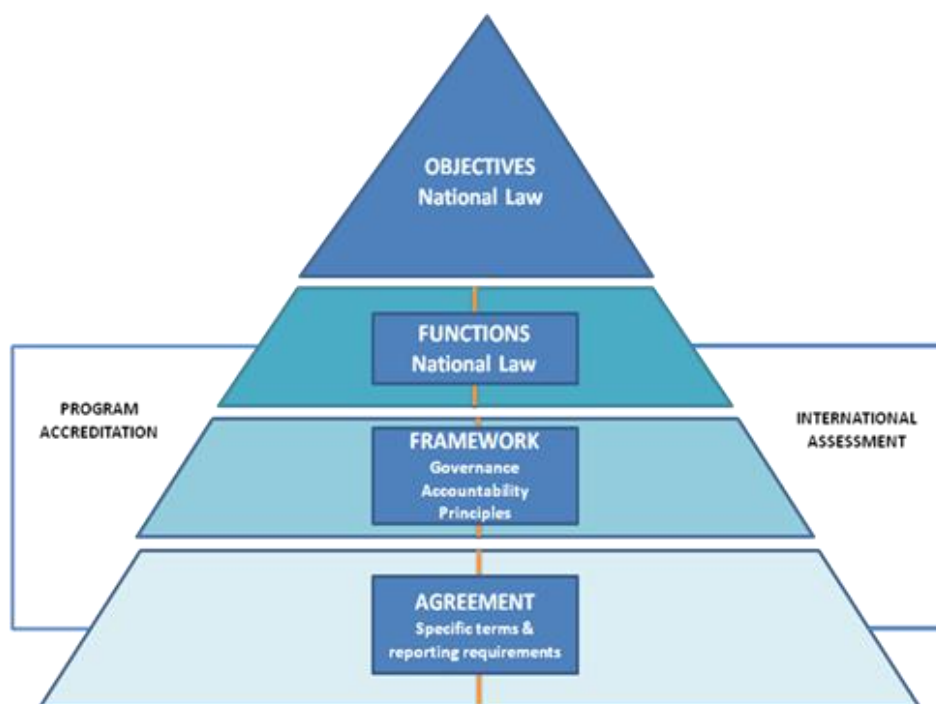 OBJECTIVES
National Law
FUNCTIONS
National Law
PROGRAM
ACCREDITATION
INTERNATIONAL
ASSESSMENT
FRAMEWORK
Governance
Accountability
Principles
AGREEMENT
Specific terms &
reporting requirements